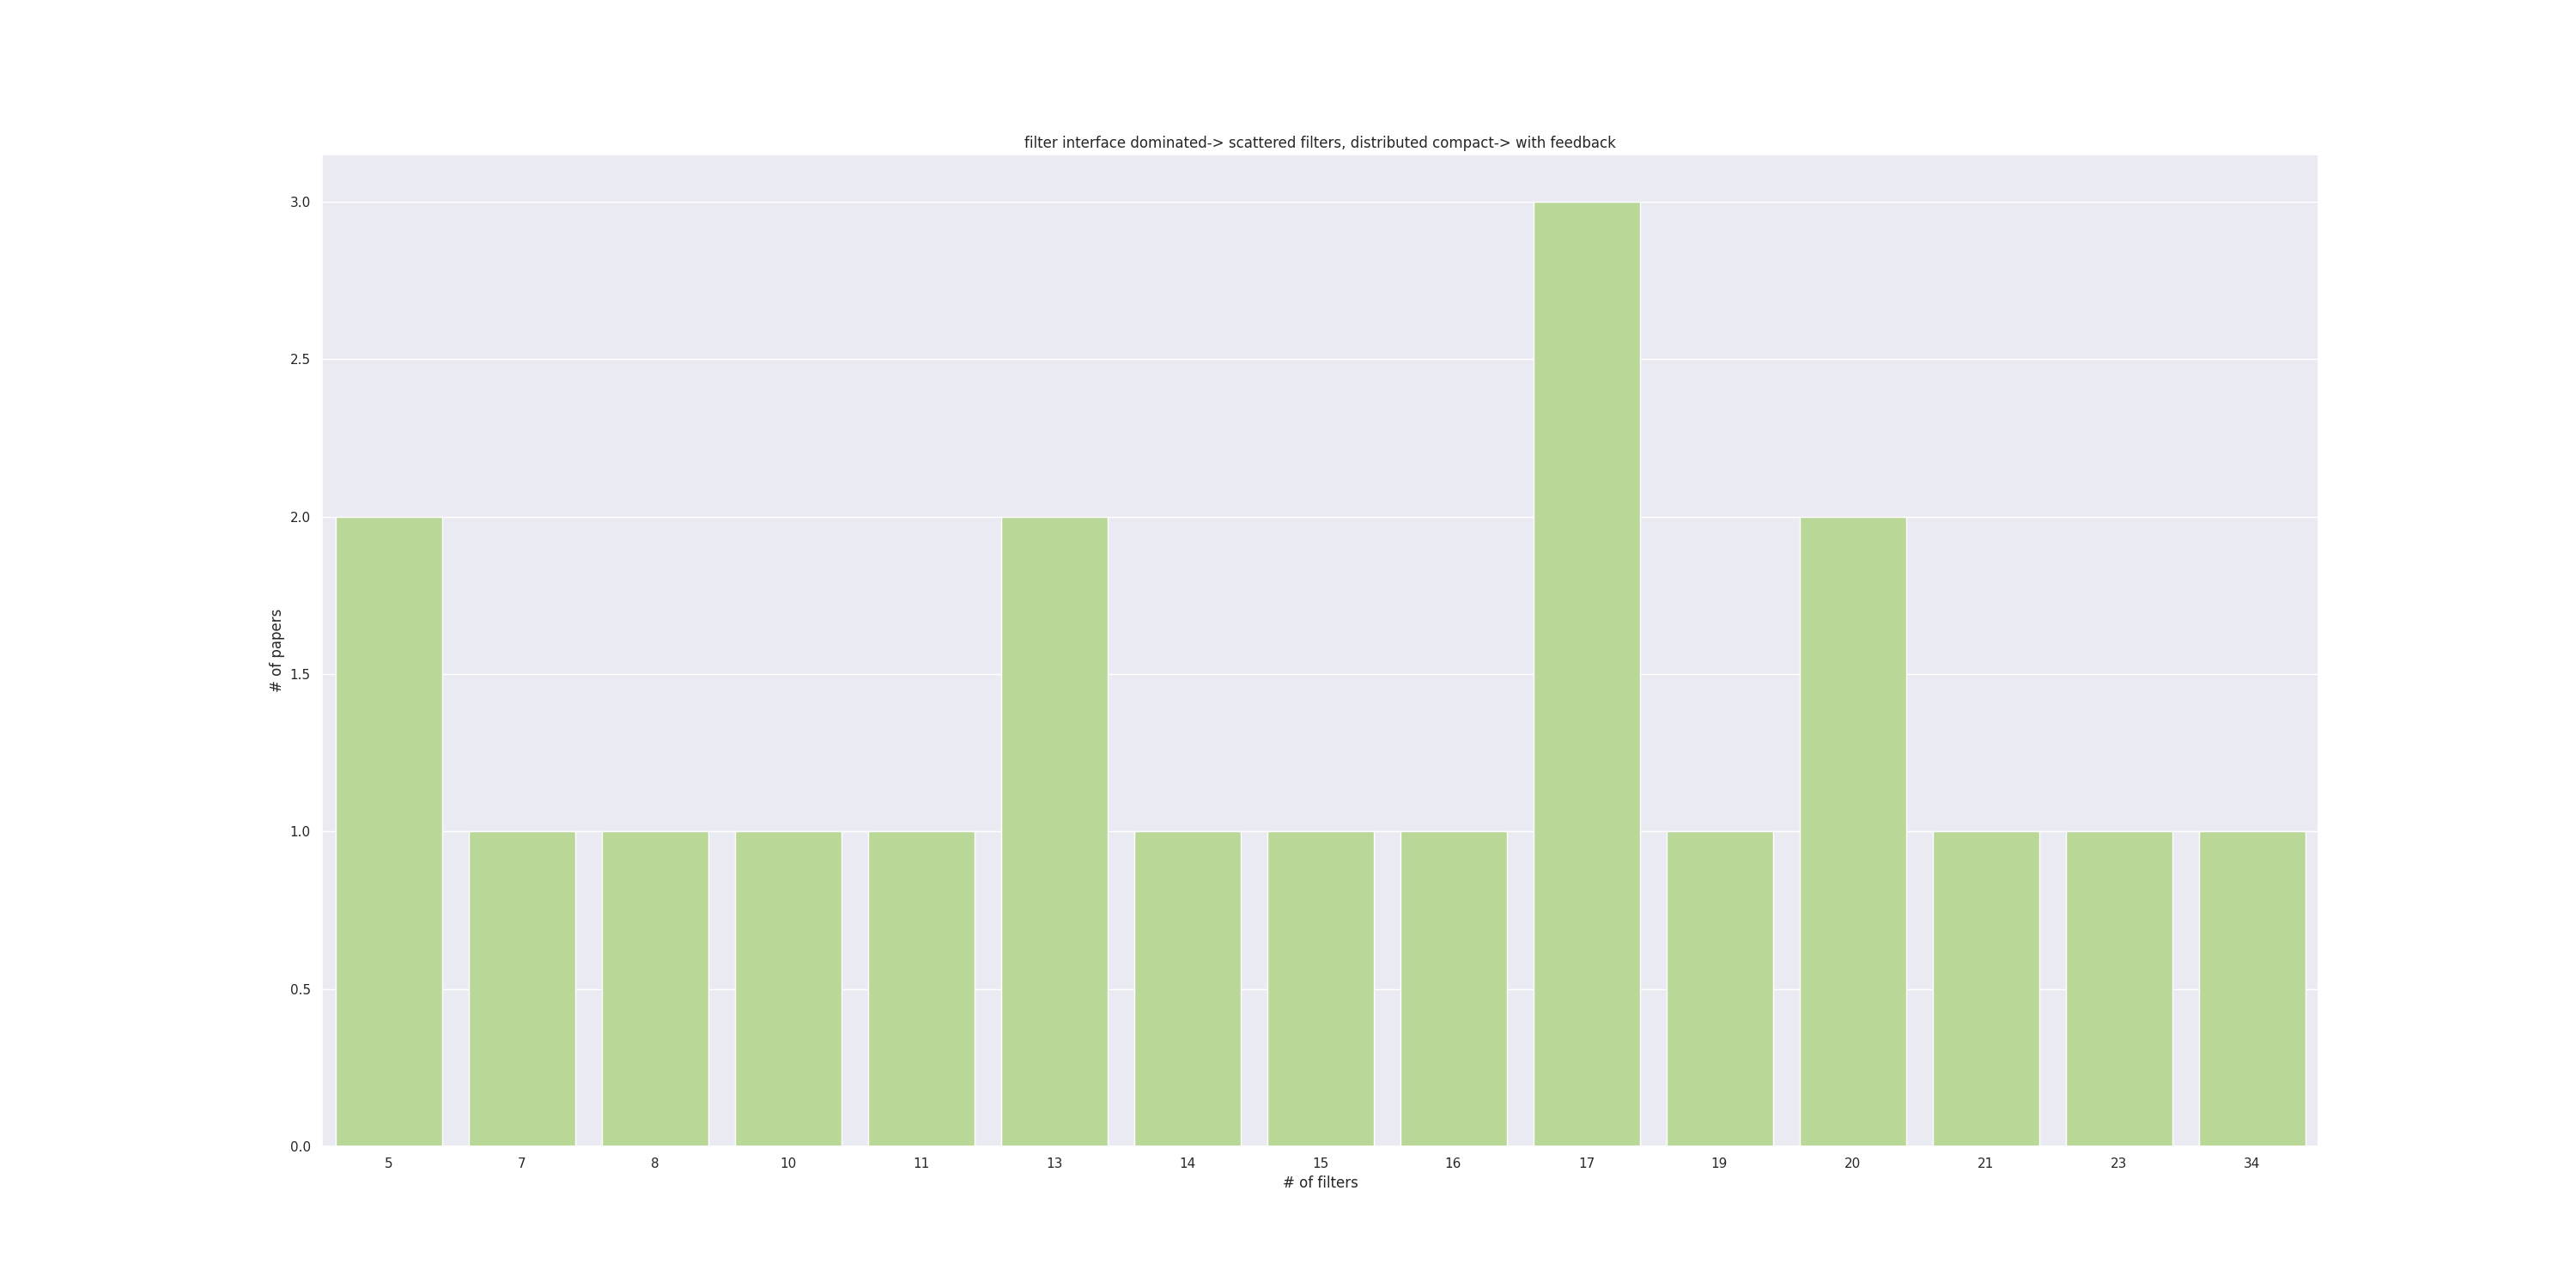 filter interface dominated-> scattered filters, distributed compact-> with feedback
3.0
2.5
2.0
1.5
1.0
0.5
0.0
# of papers
5 7 8 10 11 13 14 15 16 17 19 20 21 23 34
# of filters